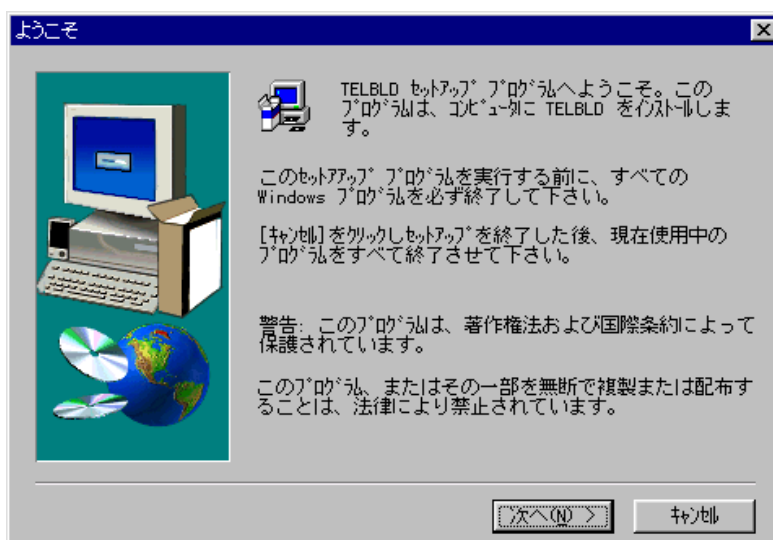 ようこそ
TELBLD ｾｯﾄｱｯﾌﾟ ﾌﾟﾛｸﾞﾗﾑへようこそ。この
ﾌﾟﾛｸﾞﾗﾑは、ｺﾝﾋﾟｭｰﾀに TELBLD をｲﾝｽﾄｰﾙしま
す。
このｾｯﾄｱｱｯﾌﾟ ﾌﾟﾛｸﾞﾗﾑを実行する前に、すべての
Windows ﾌﾟﾛｸﾞﾗﾑを必ず終了して下さい。
[ｷｬﾝｾﾙ]をｸﾘｯｸしｾｯﾄｱｯﾌﾟを終了した後、現在使用中の
ﾌﾟﾛｸﾞﾗﾑをすべて終了させて下さい。
警告: このﾌﾟﾛｸﾞﾗﾑは、著作権法および国際条約によって
保護されています。
このﾌﾟﾛｸﾞﾗﾑ、またはその一部を無断で複製または配布す
ることは、法律により禁止されています。
次へ(N) >
ｷｬﾝｾﾙ